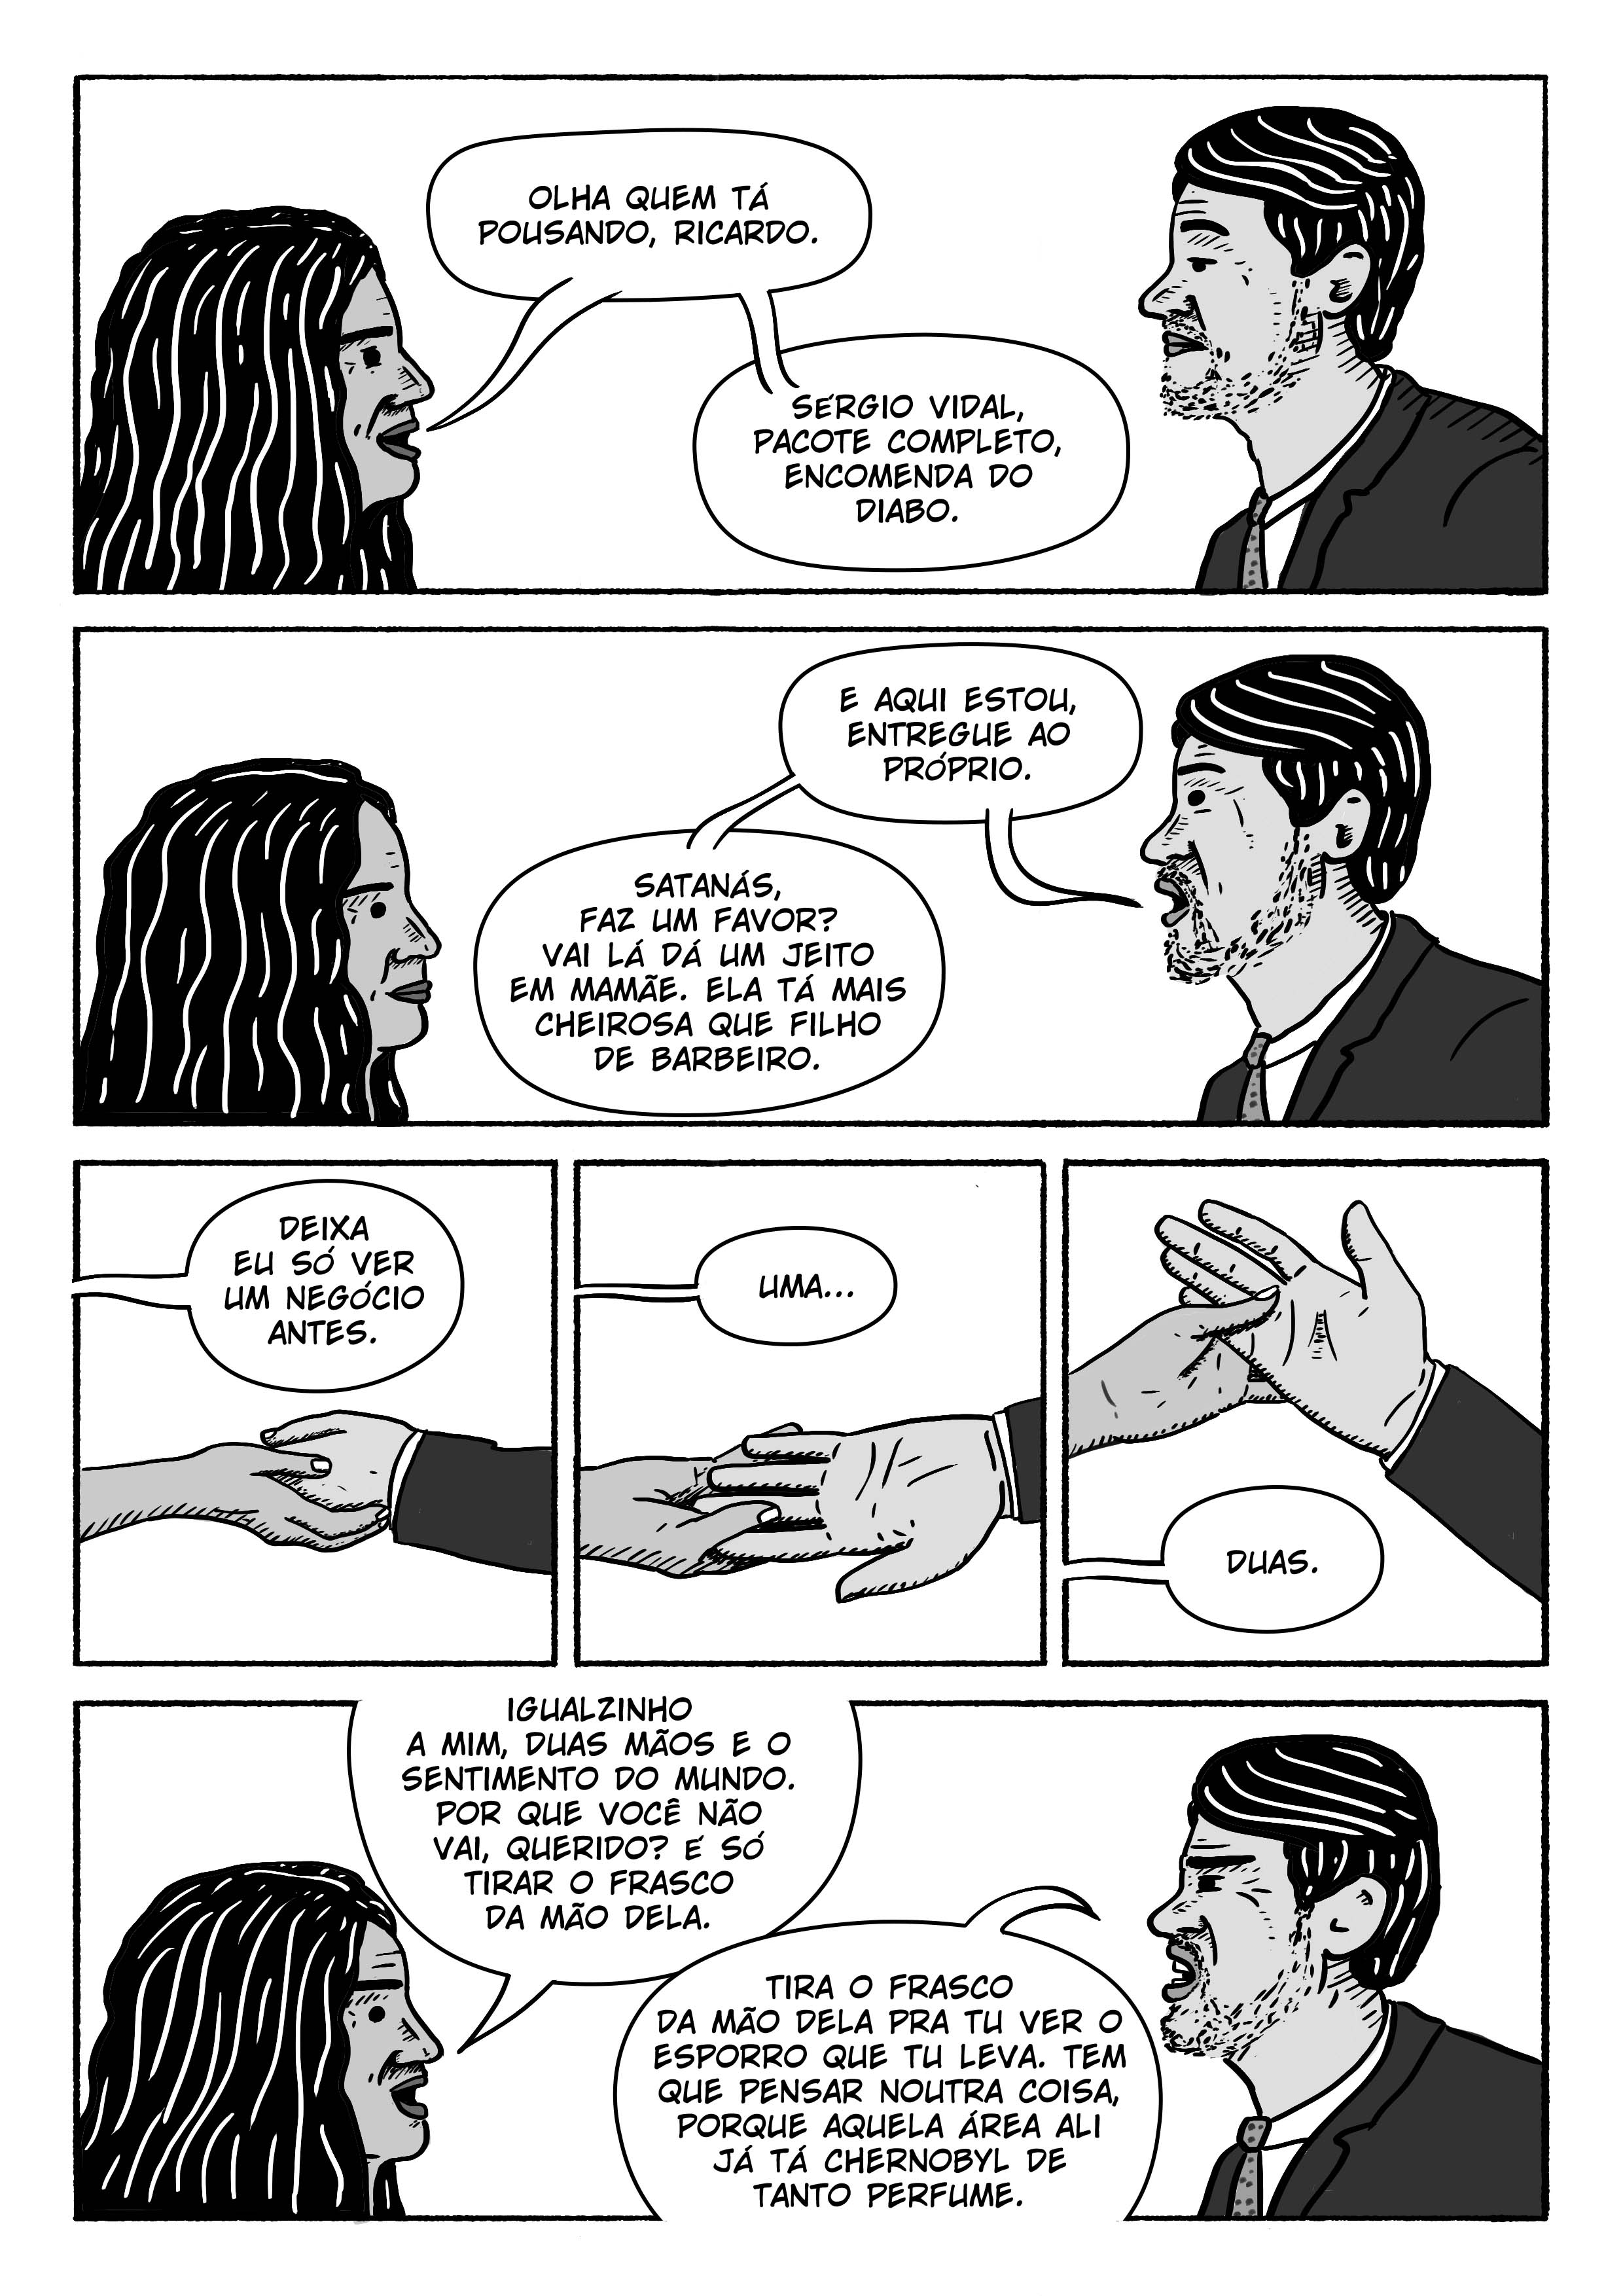 OLHA QUEM TÁ
POUSANDO, RICARDO.
SÉRGIO VIDAL,
PACOTE COMPLETO,
ENCOMENDA DO
DIABO.
E AQUI ESTOU,
ENTREGUE AO
PRÓPRIO.
SATANÁS,
FAZ UM FAVOR?
VAI LÁ DÁ UM JEITO
EM MAMÃE. ELA TÁ MAIS
CHEIROSA QUE FILHO
DE BARBEIRO.
DEIXA
EU SÓ VER
UM NEGÓCIO
ANTES.
UMA...
DUAS.
IGUALZINHO
A MIM, DUAS MÃOS E O
SENTIMENTO DO MUNDO.
POR QUE VOCÊ NÃO
VAI, QUERIDO? É SÓ
TIRAR O FRASCO
DA MÃO DELA.
TIRA O FRASCO
DA MÃO DELA PRA TU VER O
ESPORRO QUE TU LEVA. TEM
QUE PENSAR NOUTRA COISA,
PORQUE AQUELA ÁREA ALI
JÁ TÁ CHERNOBYL DE
TANTO PERFUME.